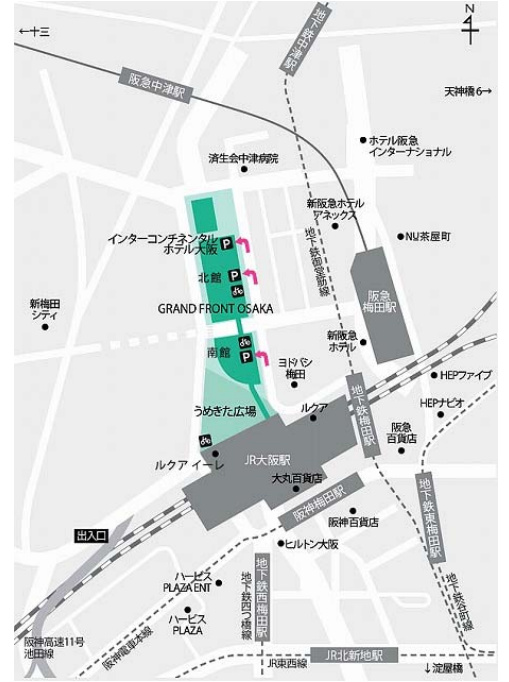 N
←十三
地下鉄中津駅
阪急中津駅
天神橋6→
ホテル阪急
インターナショナル
済生会中津病院
新阪急ホテル
アネックス
地下鉄御堂筋線
NU茶屋町
インターコンチネンタル
ホテル大阪
P
北館
P
阪急
梅田駅
新梅田
シティ
GRAND FRONT OSAKA
南館
P
新阪急
ホテル
ヨドバシ
梅田
HEPファイブ
地下鉄梅田駅
うめきた広場
ルクア
HEPナビオ
阪急
百貨店
ルクア イーレ
JR大阪駅
大丸百貨店
阪神梅田駅
阪神百貨店
地下鉄東梅田駅
出入口
ヒルトン大阪
地下鉄西梅田駅
地下鉄四つ橋線
ハービス
PLAZA ENT
ハービス
PLAZA
地下鉄谷町線
阪神高速11号
池田線
阪神電車本線
JR東西線
JR北新地駅
↓淀屋橋